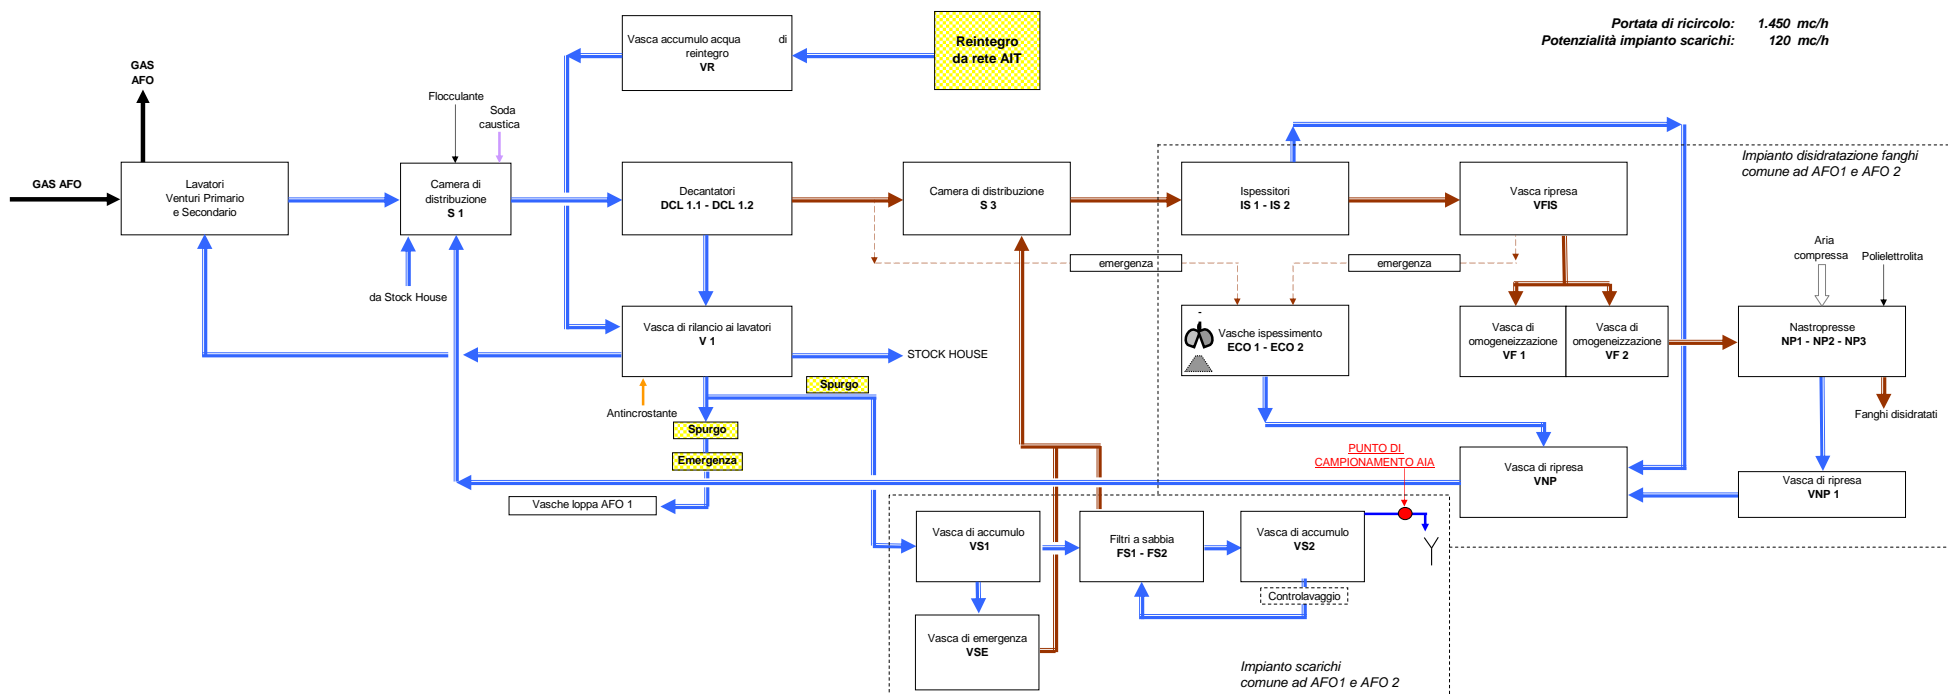 Portata di ricircolo: 1.450 mc/h
Potenzialità impianto scarichi: 120 mc/h
Vasca accumulo acqua di
reintegro
VR
Reintegro
da rete AIT
GAS
AFO
Flocculante
Soda
caustica
GAS AFO
Lavatori
Venturi Primario
e Secondario
Camera di
distribuzione
S 1
Decantatori
DCL 1.1 - DCL 1.2
Camera di distribuzione
S 3
Ispessitori
IS 1 - IS 2
Vasca ripresa
VFIS
Impianto disidratazione fanghi
comune ad AFO1 e AFO 2
da Stock House
emergenza
emergenza
Aria
compressa
Polielettrolita
Vasca di rilancio ai lavatori
V 1
STOCK HOUSE
Vasche ispessimento
ECO 1 - ECO 2
Vasca di
omogeneizzazione
VF 1
Vasca di
omogeneizzazione
VF 2
Nastropresse
NP1 - NP2 - NP3
Antincrostante
Spurgo
Spurgo
Emergenza
Fanghi disidratati
Vasche loppa AFO 1
PUNTO DI
CAMPIONAMENTO AIA
Vasca di ripresa
VNP
Vasca di ripresa
VNP 1
Vasca di accumulo
VS1
Filtri a sabbia
FS1 - FS2
Vasca di accumulo
VS2
Controlavaggio
Vasca di emergenza
VSE
Impianto scarichi
comune ad AFO1 e AFO 2